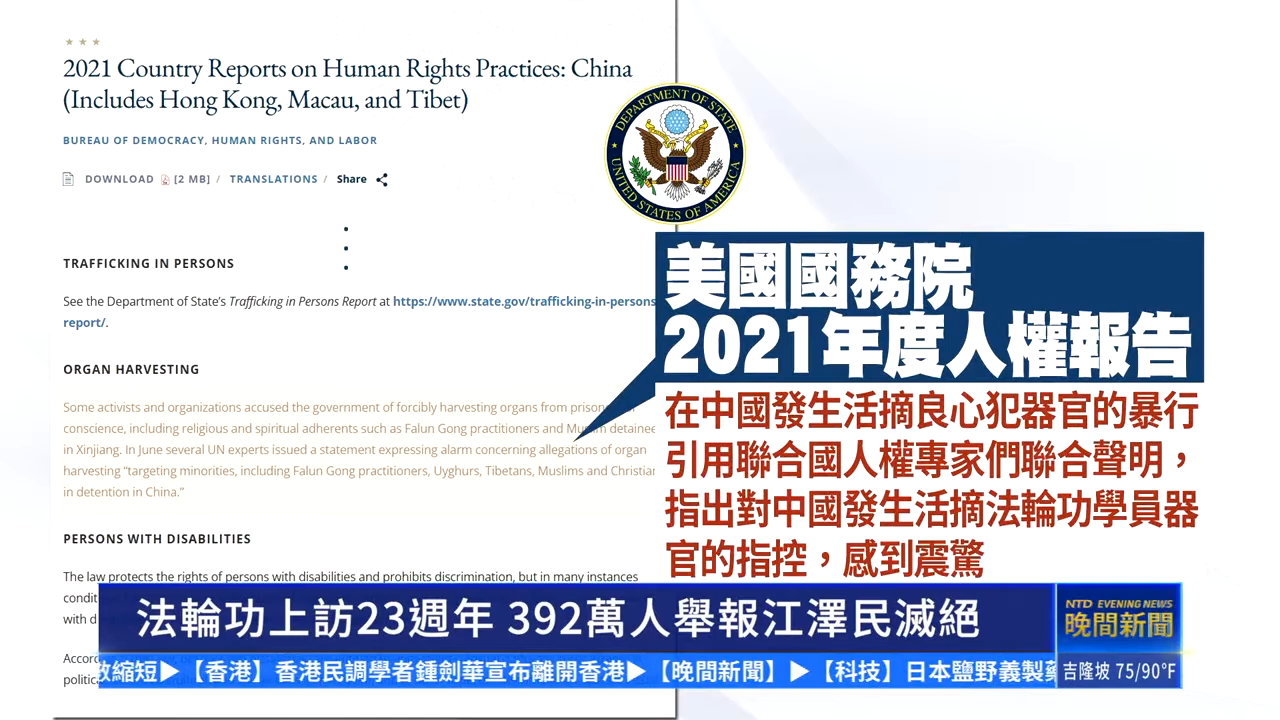 2021 Country Reports on Human Rights Practices: China
(Includes Hong Kong, Macau, and Tibet)
BUREAU OF DEMOCRACY, HUMAN RIGHTS, AND LABOR
DOWNLOAD [2 MB] / TRANSLATIONS / Share
TRAFFICKING IN PERSONS
See the Department of State's Trafficking in Persons Report at https://www.state.gov/trafficking-in-persons
report/.
ORGAN HARVESTING
Some activists and organizations accused the government of forcibly harvesting organs from
conscience, including religious and spiritual adherents such as Falun Gong practitioners and
in Xinjiang. In June several UN experts issued a statement expressing alarm concerning allegations of organ
harvesting "targeting minorities, including Falun Gong practitioners, Uyghurs, Tibetans, Muslims and
in detention in China."
PERSONS WITH DISABILITIES
The law protects the rights of persons with disabilities and prohibits discrimination, but in many instances
with
DEPARTMENT OF STATE
UNITED STATES OF AMERICA
美國國務院
2021年度人權報告
在中國發生活摘良心犯器官的暴行
引用聯合國人權專家們聯合聲明，
指出對中國發生活摘法輪功學員器
官的指控，感到震驚
法輪功上訪23週年 392萬人舉報江澤民滅絕
NTD EVENING NEWS
晚間新聞
縮短▶【香港】香港民調學者鍾劍華宣布離開香港▶【晚間新聞】▶【科技】日本鹽野義製藥
吉隆坡 75/90°F